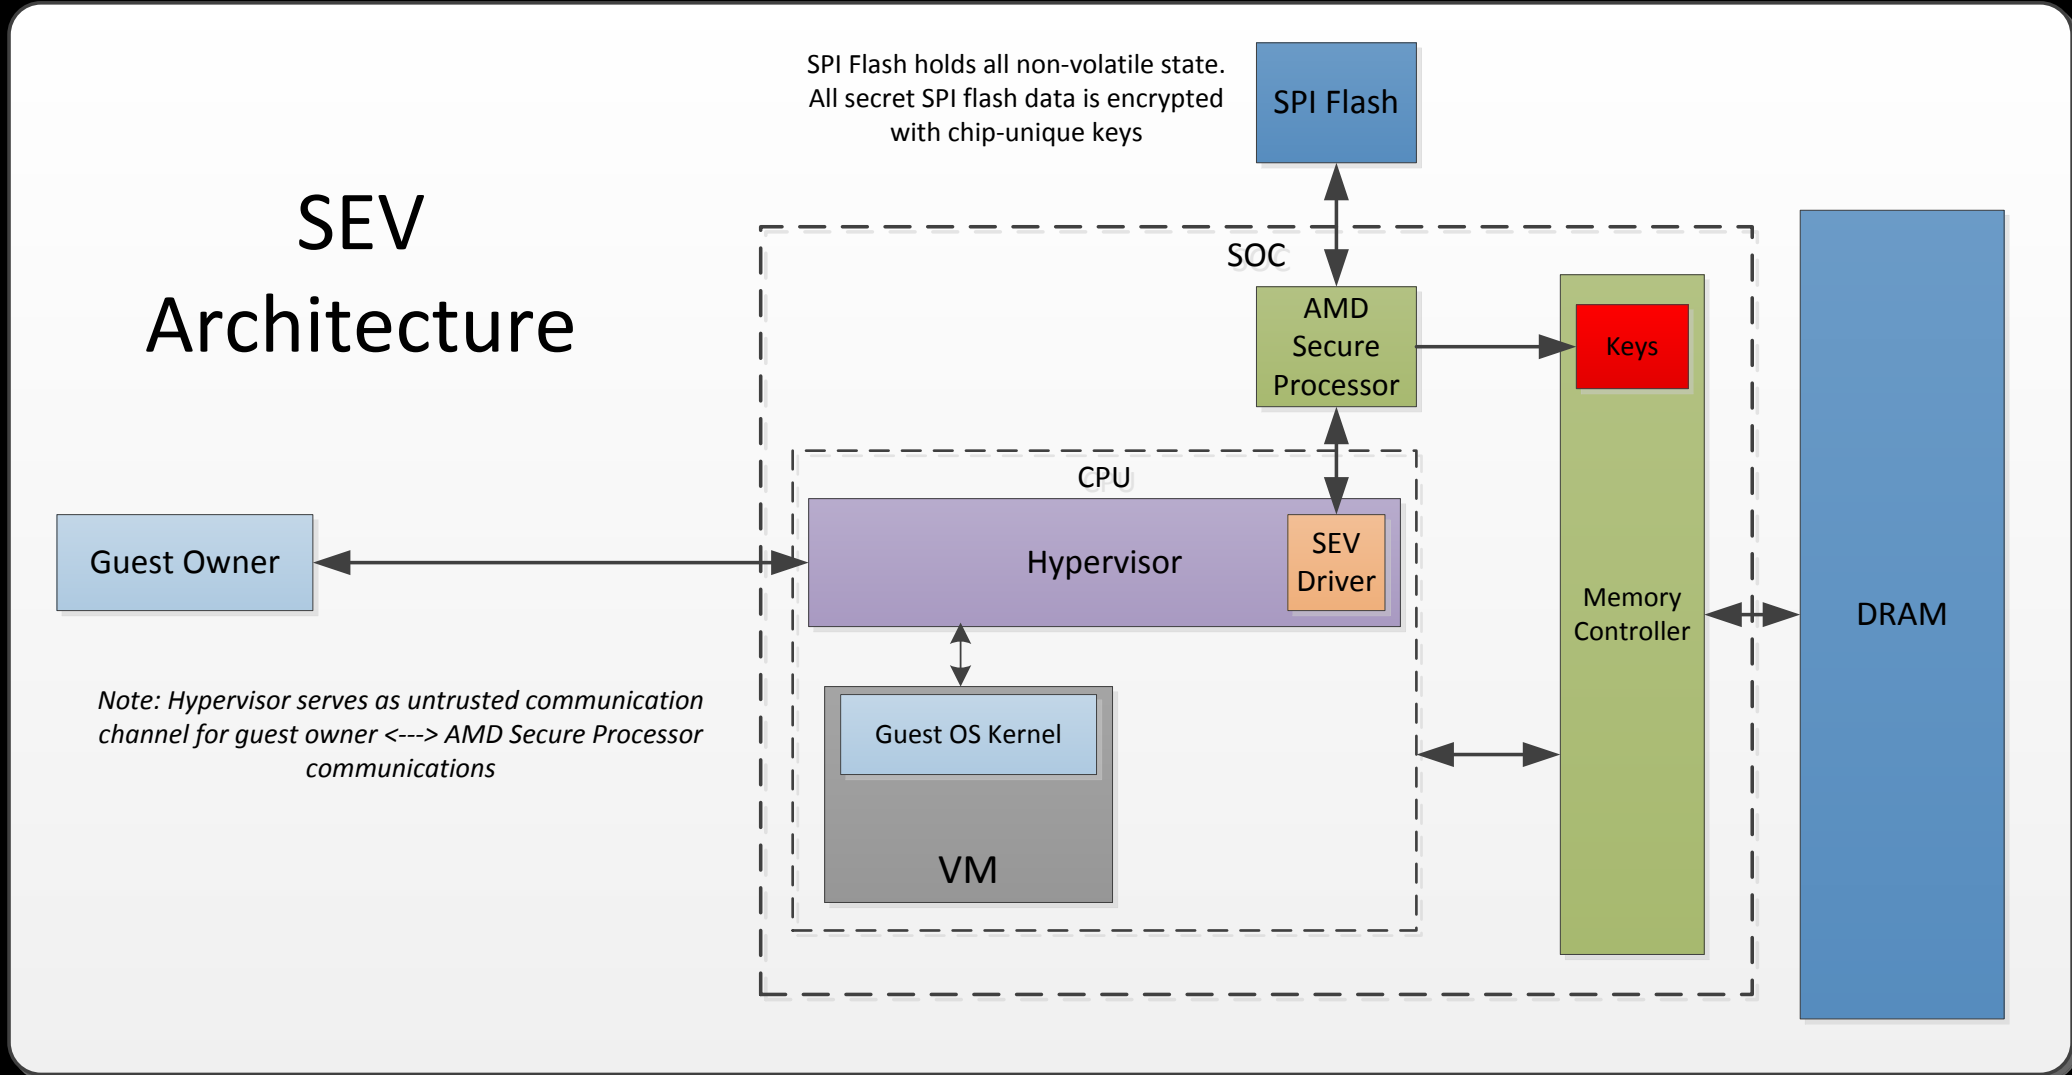 SPI Flash holds all non-volatile state.
All secret SPI flash data is encrypted
with chip-unique keys
SPI Flash
SEV
Architecture
SOC
AMD
Secure
Processor
Keys
CPU
Guest Owner
Hypervisor
SEV
Driver
Memory
Controller
DRAM
Note: Hypervisor serves as untrusted communication
channel for guest owner <---> AMD Secure Processor
communications
Guest OS Kernel
VM